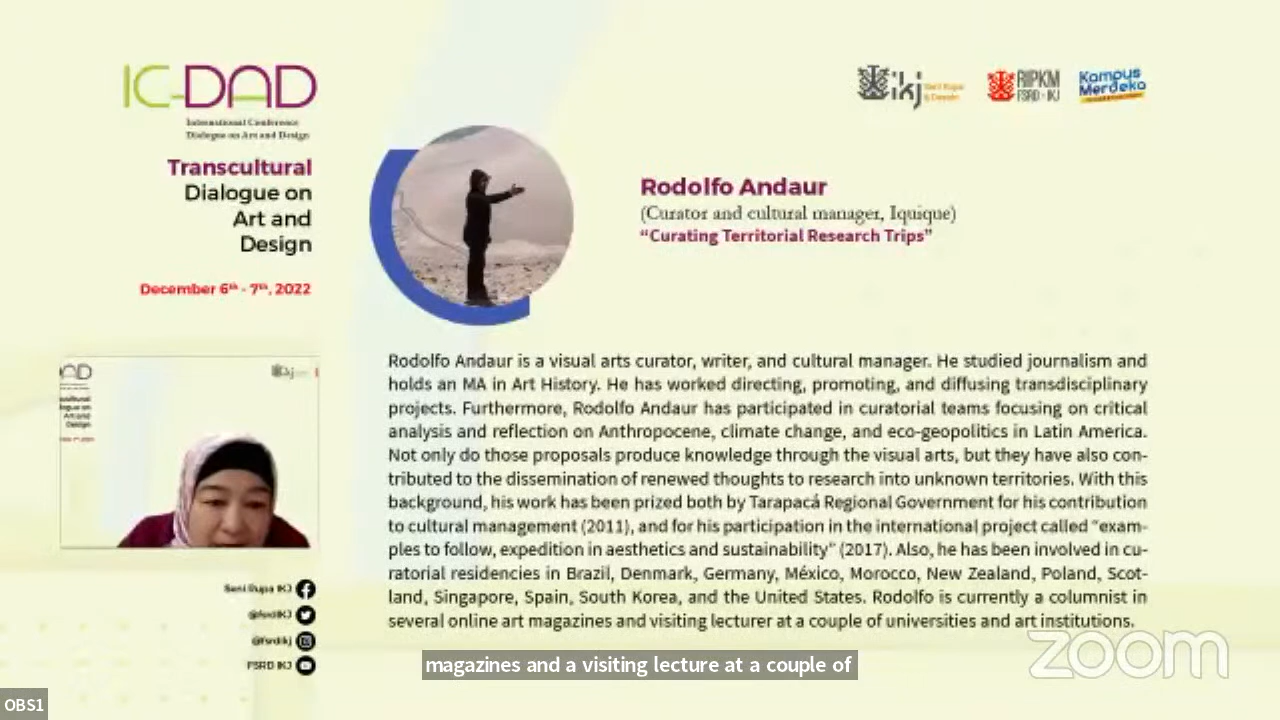 IC-DAD
International Conference
Dialogue on Art and Design
Transcultural
Dialogue on
Art and
Design
December 6th - 7th, 2022
ikj
Seni Rupa
& Desain
RIPKM
FSRD - IKJ
Kampus
Merdeka
Rodolfo Andaur
(Curator and cultural manager, Iquique)
“Curating Territorial Research Trips”
Rodolfo Andaur is a visual arts curator, writer, and cultural manager. He studied journalism and
holds an MA in Art History. He has worked directing, promoting, and diffusing transdisciplinary
projects. Furthermore, Rodolfo Andaur has participated in curatorial teams focusing on critical
analysis and reflection on Anthropocene, climate change, and eco-geopolitics in Latin America.
Not only do those proposals produce knowledge through the visual arts, but they have also con-
tributed to the dissemination of renewed thoughts to research into unknown territories. With this
background, his work has been prized both by Tarapacá Regional Government for his contribution
to cultural management (2011), and for his participation in the international project called “exam-
ples to follow, expedition in aesthetics and sustainability” (2017). Also, he has been involved in cu-
ratorial residencies in Brazil, Denmark, Germany, México, Morocco, New Zealand, Poland, Scot-
land, Singapore, Spain, South Korea, and the United States. Rodolfo is currently a columnist in
several online art magazines and visiting lecturer at a couple of universities and art institutions.
Seni Rupa IKJ
@fsrdIKJ
@fsrdikj
FSRD IKJ
magazines and a visiting lecture at a couple of
zoom
OBS1